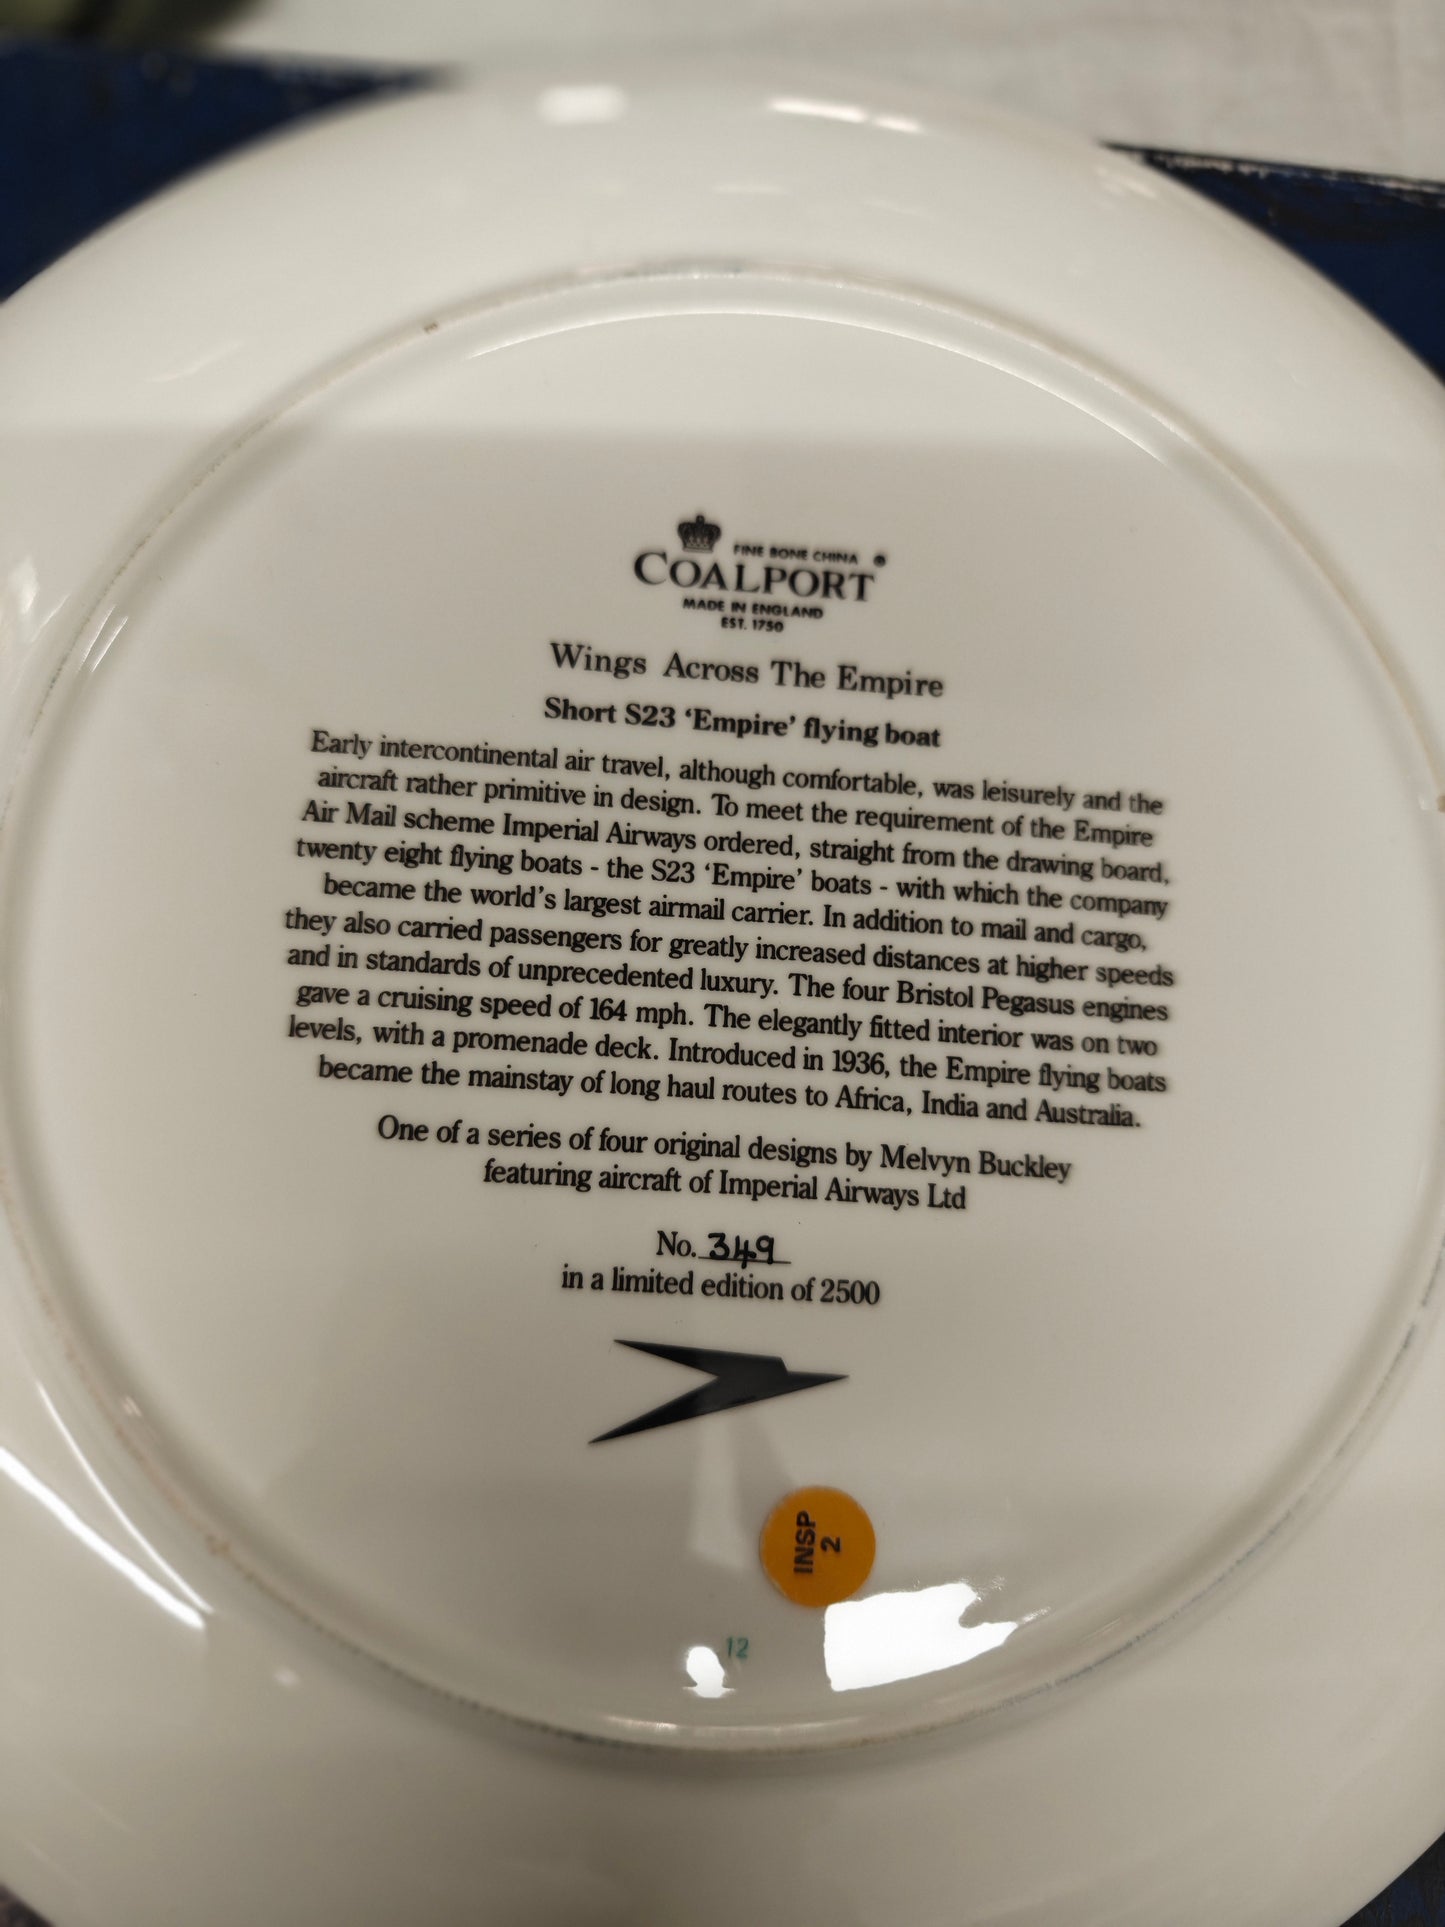 FINE BONE CHINA ®
COALPORT
MADE IN ENGLAND
EST. 1750
Wings Across The Empire
Short S23 ‘Empire’ flying boat
Early intercontinental air travel, although comfortable, was leisurely and the
aircraft rather primitive in design. To meet the requirement of the Empire
Air Mail scheme Imperial Airways ordered, straight from the drawing board,
twenty eight flying boats - the S23 ‘Empire’ boats - with which the company
became the world’s largest airmail carrier. In addition to mail and cargo,
they also carried passengers for greatly increased distances at higher speeds
and in standards of unprecedented luxury. The four Bristol Pegasus engines
gave a cruising speed of 164 mph. The elegantly fitted interior was on two
levels, with a promenade deck. Introduced in 1936, the Empire flying boats
became the mainstay of long haul routes to Africa, India and Australia.
One of a series of four original designs by Melvyn Buckley
featuring aircraft of Imperial Airways Ltd
No. 349
in a limited edition of 2500
INSP
2
12